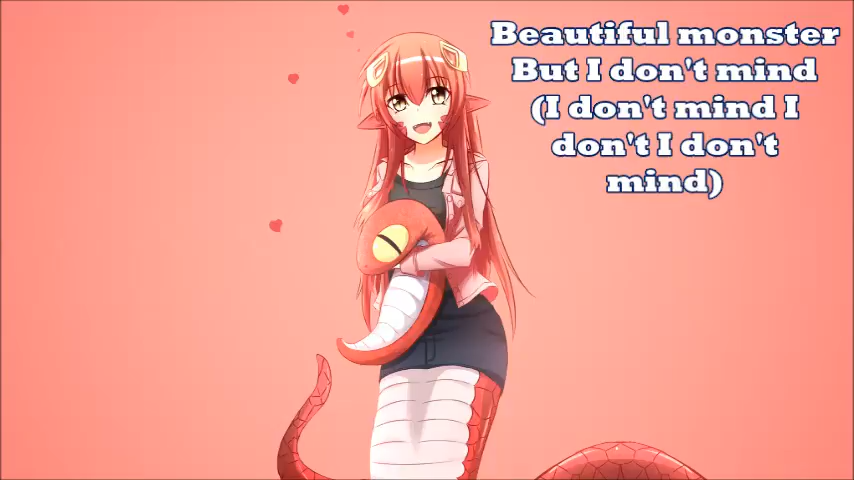 Beautiful monster
But I don't mind
(I don't mind I
don't I don't
mind)